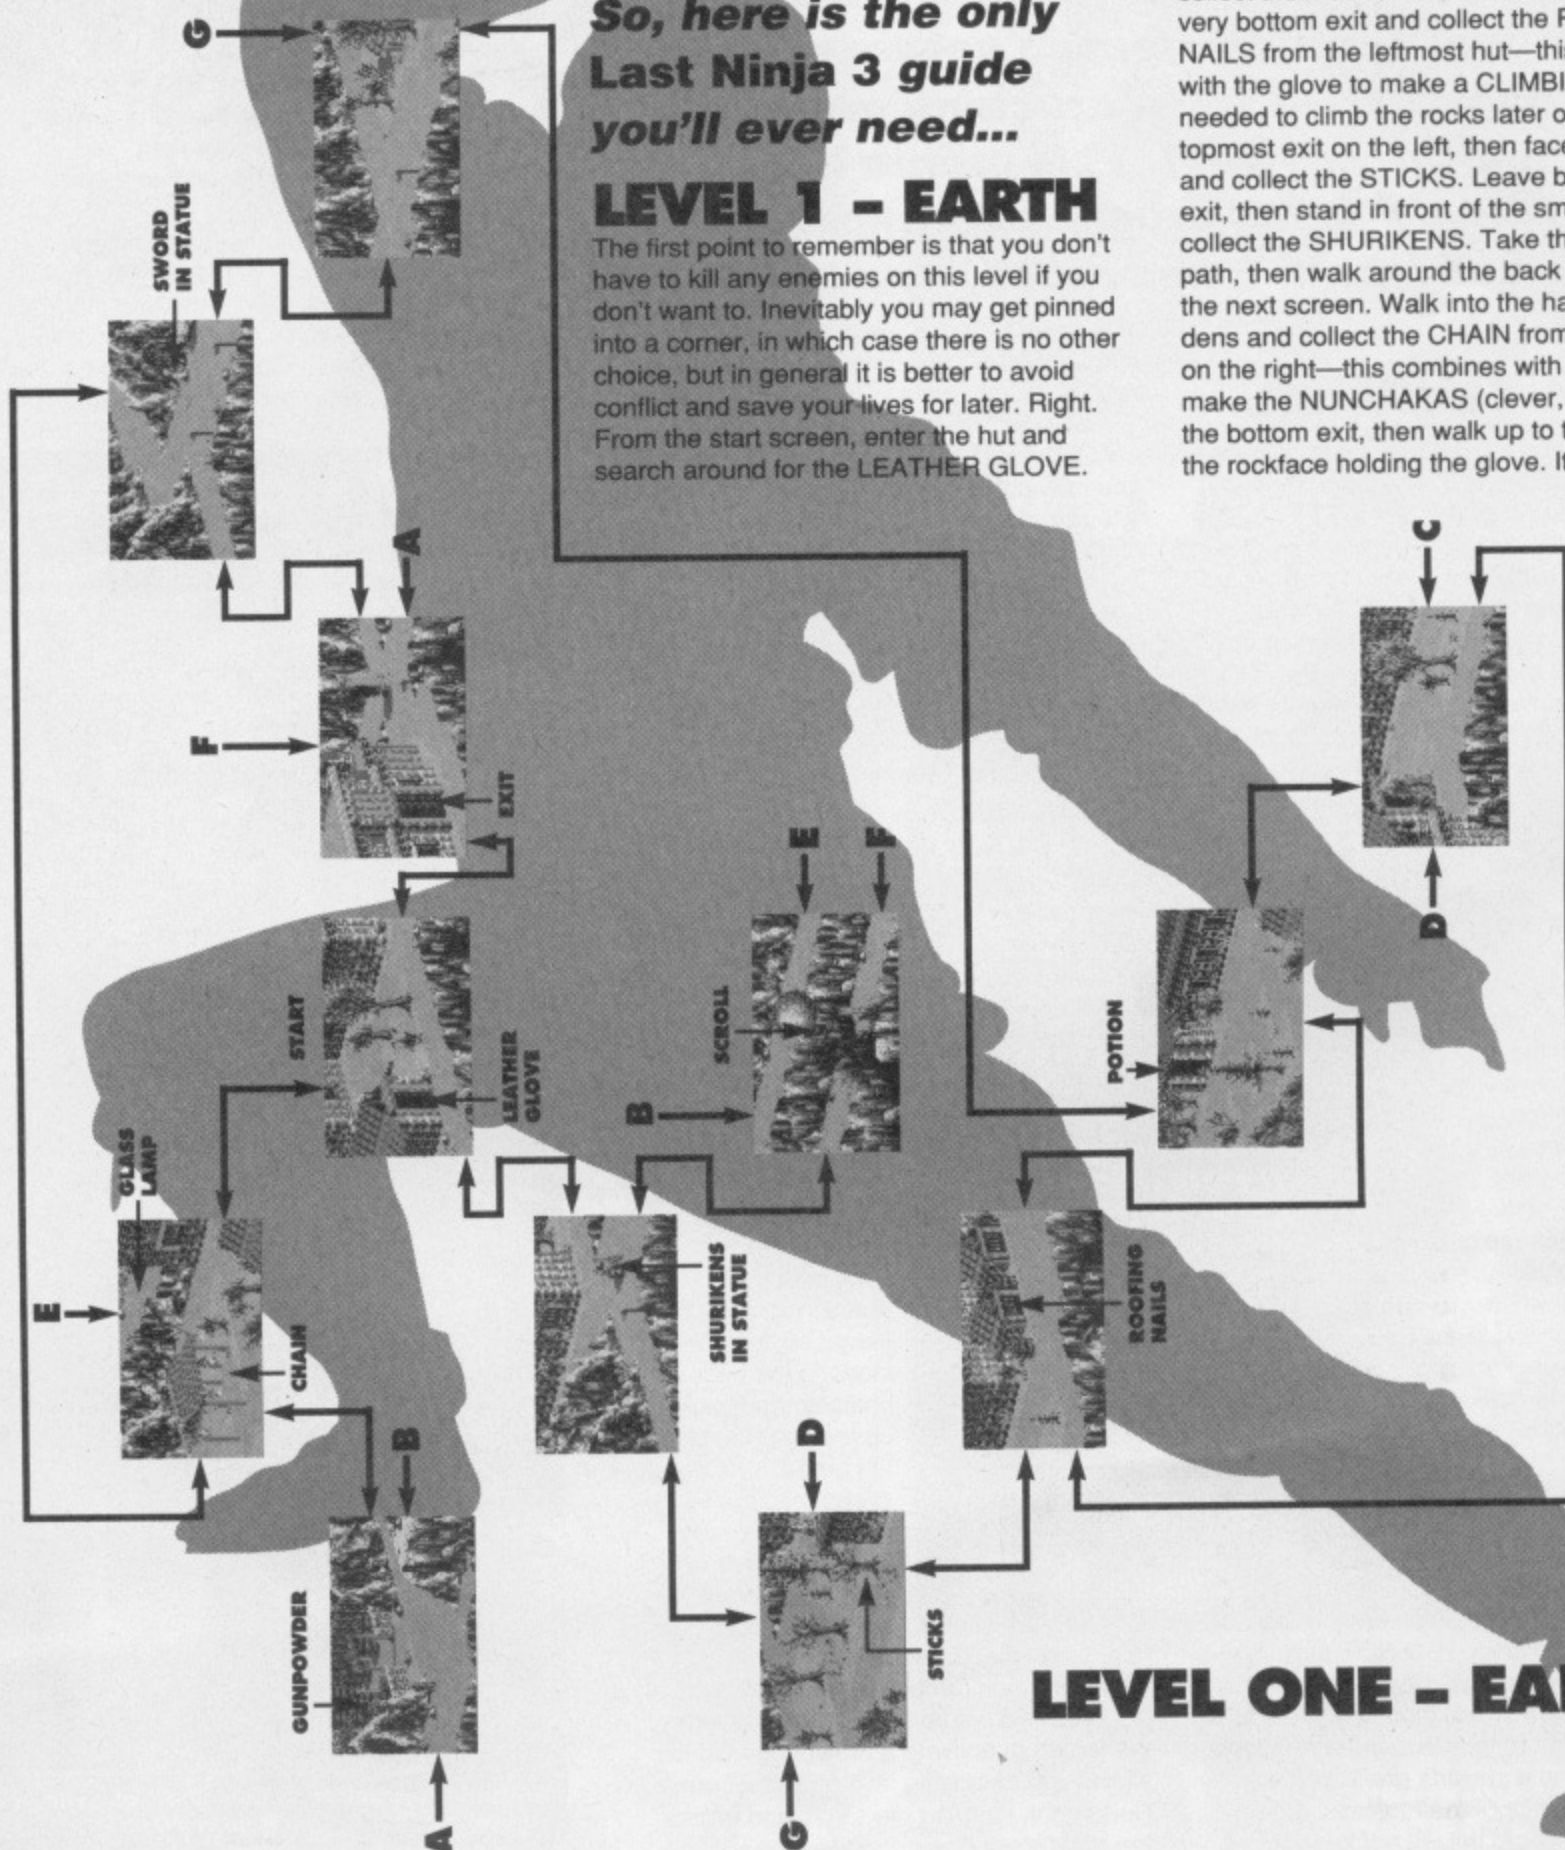 So, here is the only
Last Ninja 3 guide
you'll ever need...
LEVEL 1 – EARTH
The first point to remember is that you don't
have to kill any enemies on this level if you
don't want to. Inevitably you may get pinned
into a corner, in which case there is no other
choice, but in general it is better to avoid
conflict and save your lives for later. Right.
From the start screen, enter the hut and
search around for the LEATHER GLOVE.
very bottom exit and collect the
NAILS from the leftmost hut—this
with the glove to make a
needed to climb the rocks later
topmost exit on the left, then face
and collect the STICKS. Leave
exit, then stand in front of the
collect the SHURIKENS. Take
path, then walk around the back
the next screen. Walk into the
dens and collect the CHAIN from
on the right—this combines with
make the NUNCHAKAS (clever,
the bottom exit, then walk up to
the rockface holding the glove.
G
SWORD
IN STATUE
A
F
EXIT
START
LEATHER
GLOVE
GLASS
LAMP
E
CHAIN
B
GUNPOWDER
A
SCROLL
E
F
B
SHURIKENS
IN STATUE
D
STICKS
G
ROOFING
NAILS
POTION
C
D
LEVEL ONE –